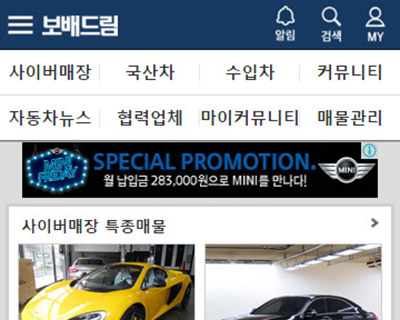 보배드림
알림 검색 MY
사이버매장 국산차 수입차 커뮤니티
자동차뉴스 협력업체 마이커뮤니티 매물관리
MINI FRIDAY
SPECIAL PROMOTION.
월 납입금 283,000원으로 MINI를 만나다!
MINI
사이버매장 특종매물